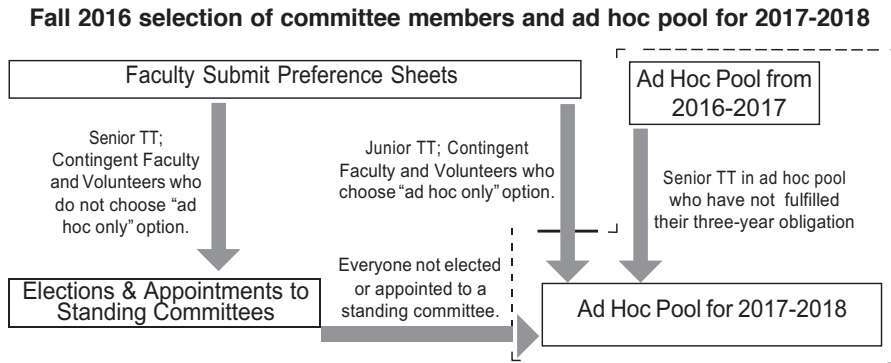 Fall 2016 selection of committee members and ad hoc pool for 2017-2018
Faculty Submit Preference Sheets
Ad Hoc Pool from
2016-2017
Senior TT;
Contingent Faculty
and Volunteers who
do not choose “ad
hoc only” option.
Junior TT; Contingent
Faculty and Volunteers who
choose “ad hoc only” option.
Senior TT in ad hoc pool
who have not fulfilled
their three-year obligation
Elections & Appointments to
Standing Committees
Everyone not elected
or appointed to a
standing committee.
Ad Hoc Pool for 2017-2018